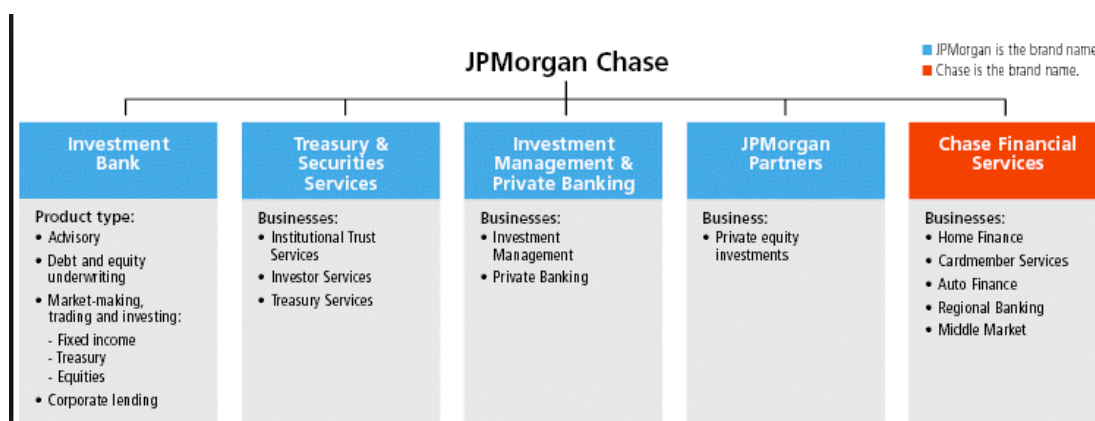 JPMorgan Chase
JPMorgan is the brand name
Chase is the brand name.
Investment
Bank
Product type:
• Advisory
• Debt and equity
underwriting
• Market-making,
trading and investing:
- Fixed income
- Treasury
- Equities
• Corporate lending
Treasury &
Securities
Services
Businesses:
• Institutional Trust
Services
• Investor Services
• Treasury Services
Investment
Management &
Private Banking
Businesses:
• Investment
Management
• Private Banking
JPMorgan
Partners
Business:
• Private equity
investments
Chase Financial
Services
Businesses:
• Home Finance
• Cardmember Services
• Auto Finance
• Regional Banking
• Middle Market